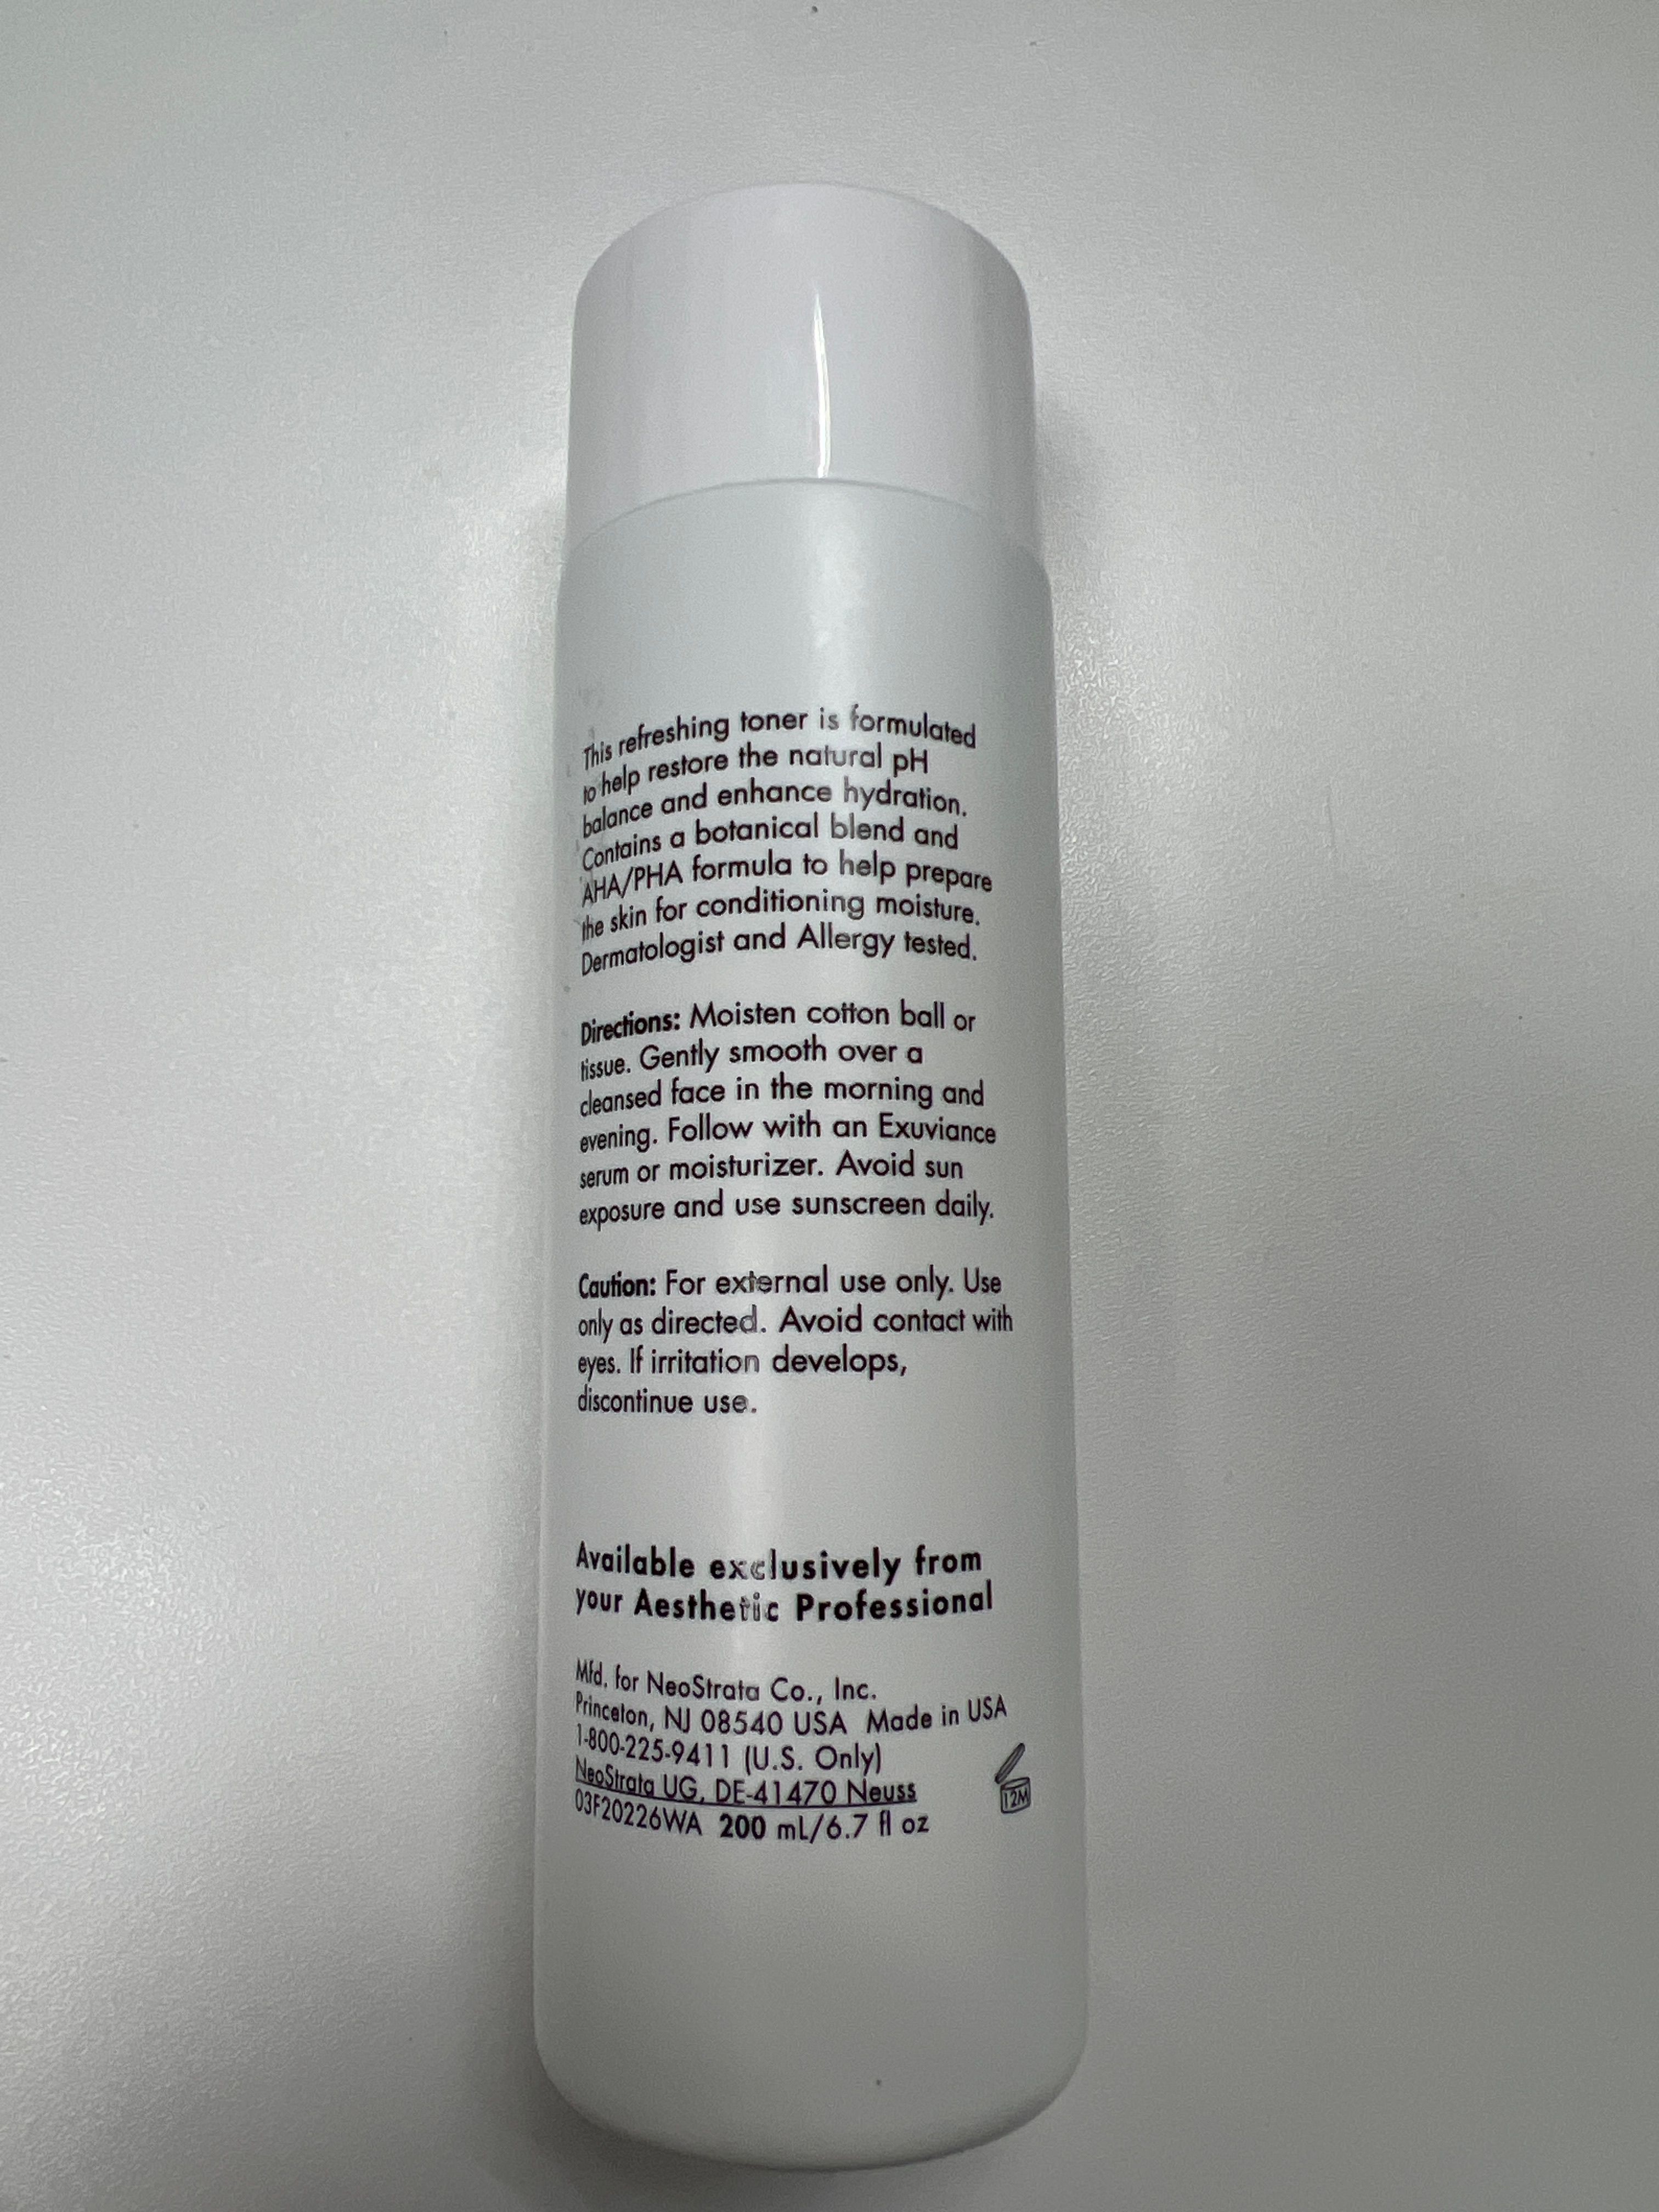 This refreshing toner is formulated
to help restore the natural pH
balance and enhance hydration.
Contains a botanical blend and
AHA/PHA formula to help prepare
the skin for conditioning moisture.
Dermatologist and Allergy tested.
Directions: Moisten cotton ball or
tissue. Gently smooth over a
cleansed face in the morning and
evening. Follow with an Exuviance
serum or moisturizer. Avoid sun
exposure and use sunscreen daily.
Caution: For external use only. Use
only as directed. Avoid contact with
eyes. If irritation develops,
discontinue use.
Available exclusively from
your Aesthetic Professional
Mfd. for NeoStrata Co., Inc.
Princeton, NJ 08540 USA Made in USA
1-800-225-9411 (U.S. Only)
NeoStrata UG, DE-41470 Neuss
03F20226WA 200 mL/6.7 fl oz
12M